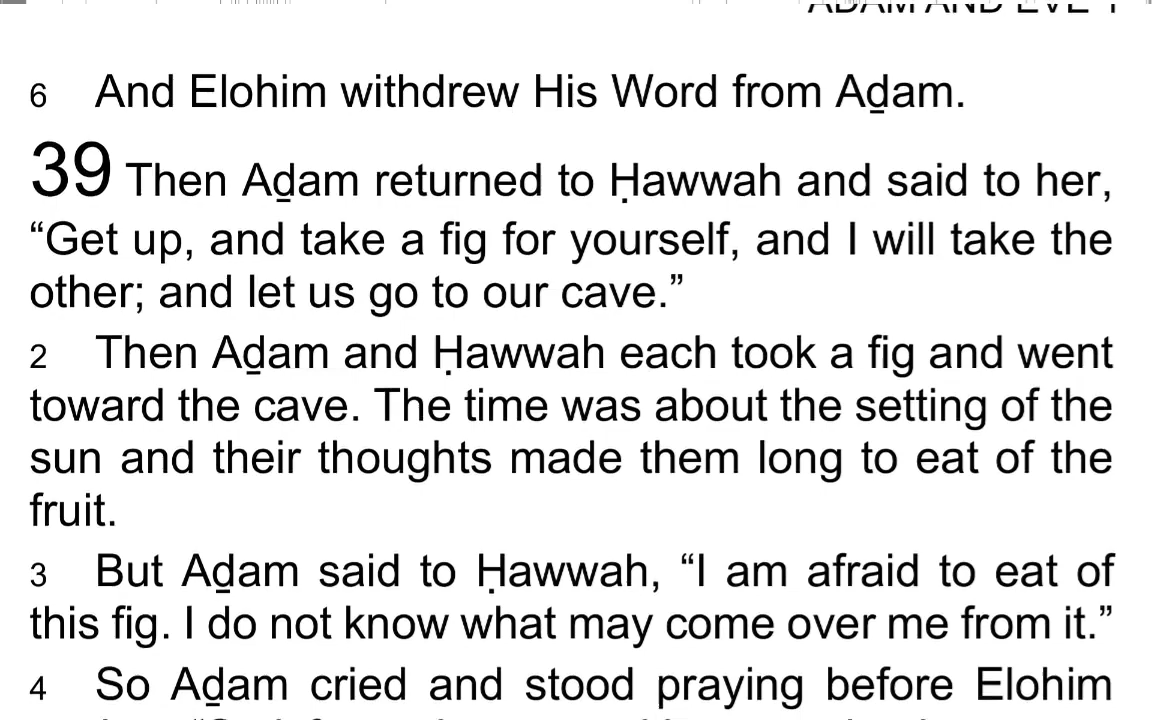 ADAM AND EVE 1
6 And Elohim withdrew His Word from Aḏam.
39 Then Aḏam returned to Ḥawwah and said to her,
“Get up, and take a fig for yourself, and I will take the
other; and let us go to our cave.”
2 Then Aḏam and Ḥawwah each took a fig and went
toward the cave. The time was about the setting of the
sun and their thoughts made them long to eat of the
fruit.
3 But Aḏam said to Ḥawwah, “I am afraid to eat of
this fig. I do not know what may come over me from it.”
4 So Aḏam cried and stood praying before Elohim